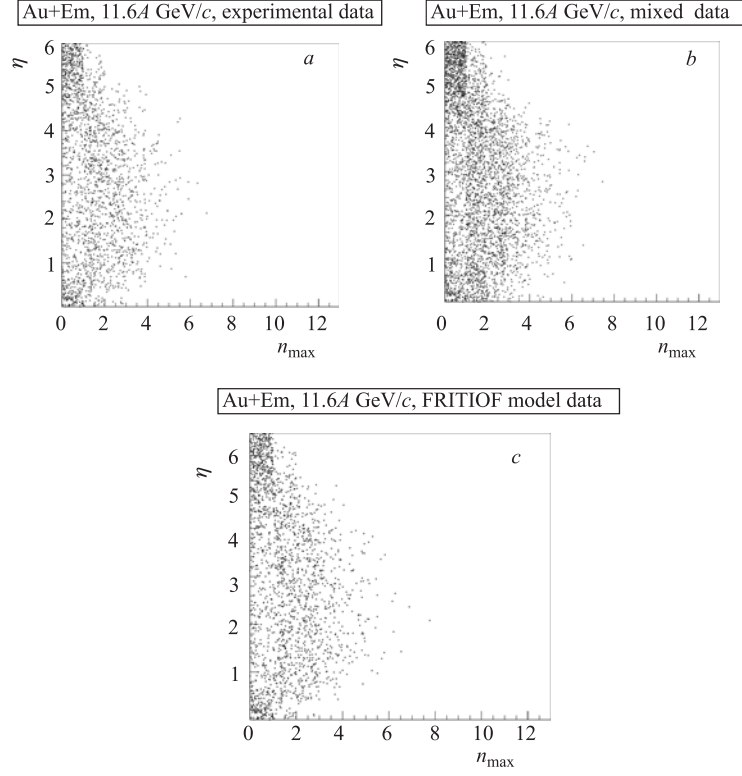 Au+Em, 11.6A GeV/c, experimental data
Au+Em, 11.6A GeV/c, mixed data
η
6
5
4
3
2
1
a
0 2 4 6 8 10 12
n_max
η
6
5
4
3
2
1
b
0 2 4 6 8 10 12
n_max
Au+Em, 11.6A GeV/c, FRITIOF model data
η
6
5
4
3
2
1
c
0 2 4 6 8 10 12
n_max